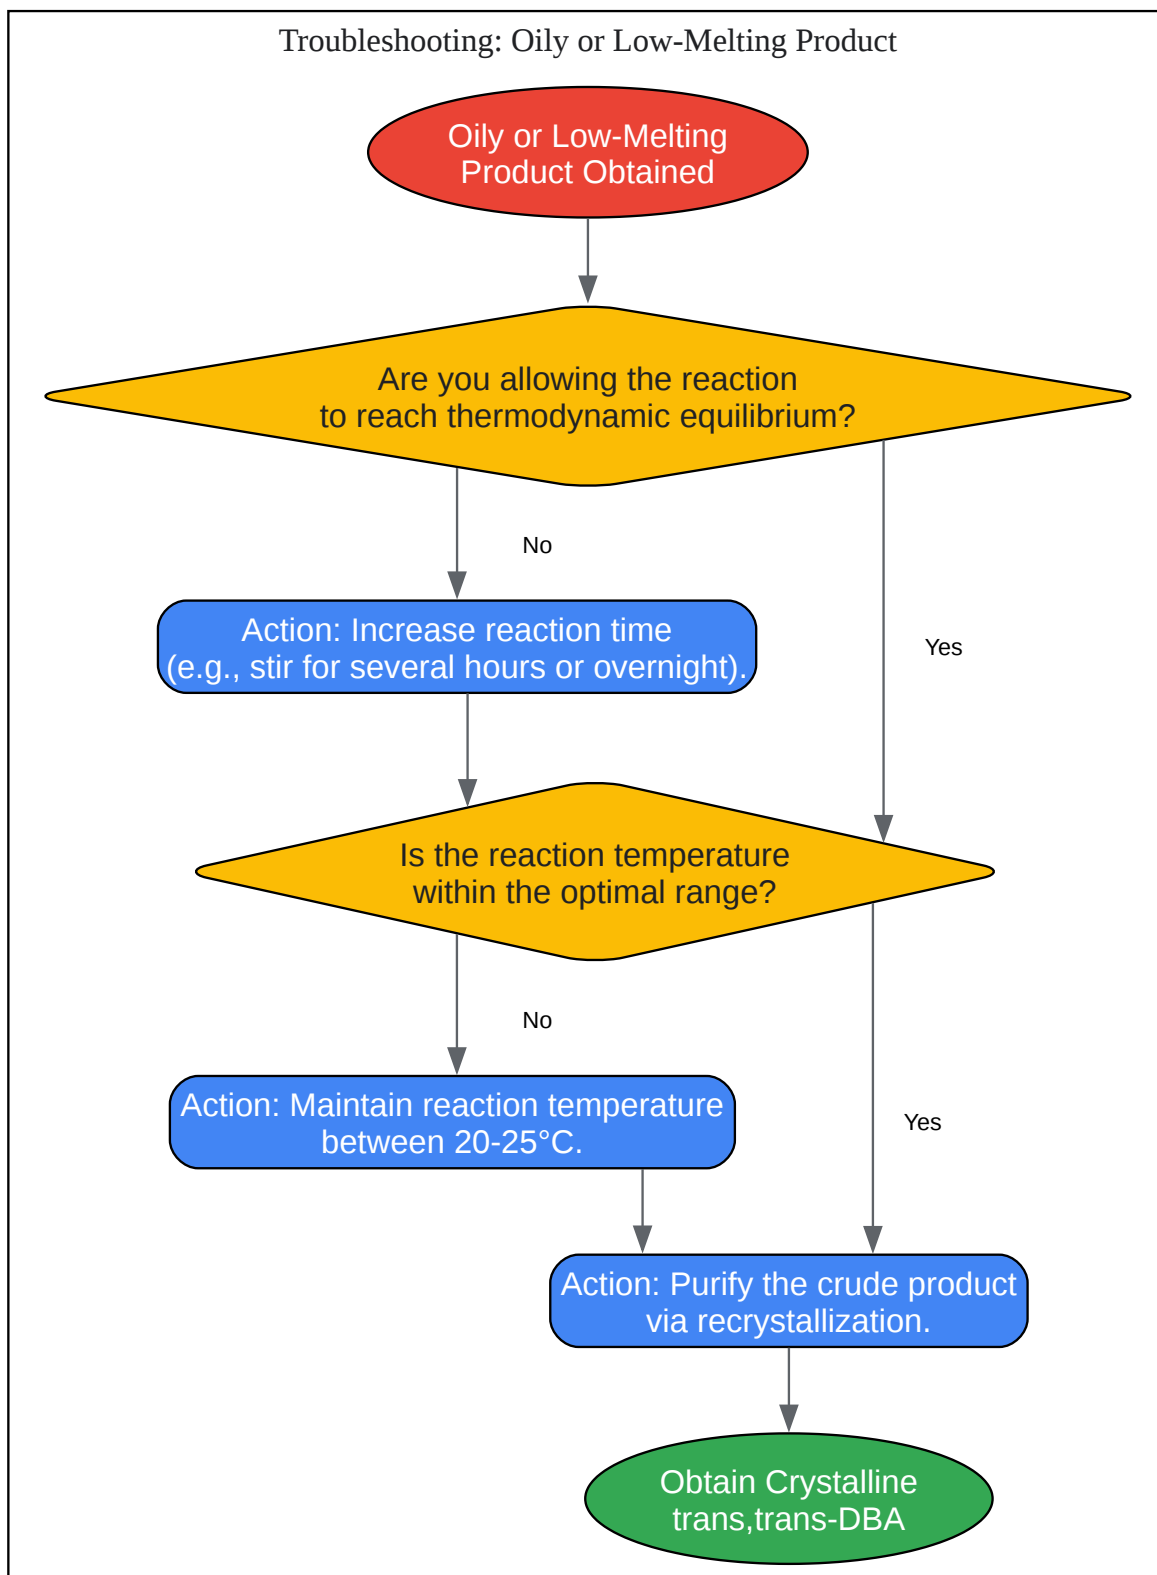 Troubleshooting: Oily or Low-Melting Product
Oily or Low-Melting
Product Obtained
Are you allowing the reaction
to reach thermodynamic equilibrium?
No
Action: Increase reaction time
(e.g., stir for several hours or overnight).
Yes
Is the reaction temperature
within the optimal range?
No
Action: Maintain reaction temperature
between 20-25°C.
Yes
Action: Purify the crude product
via recrystallization.
Obtain Crystalline
trans,trans-DBA